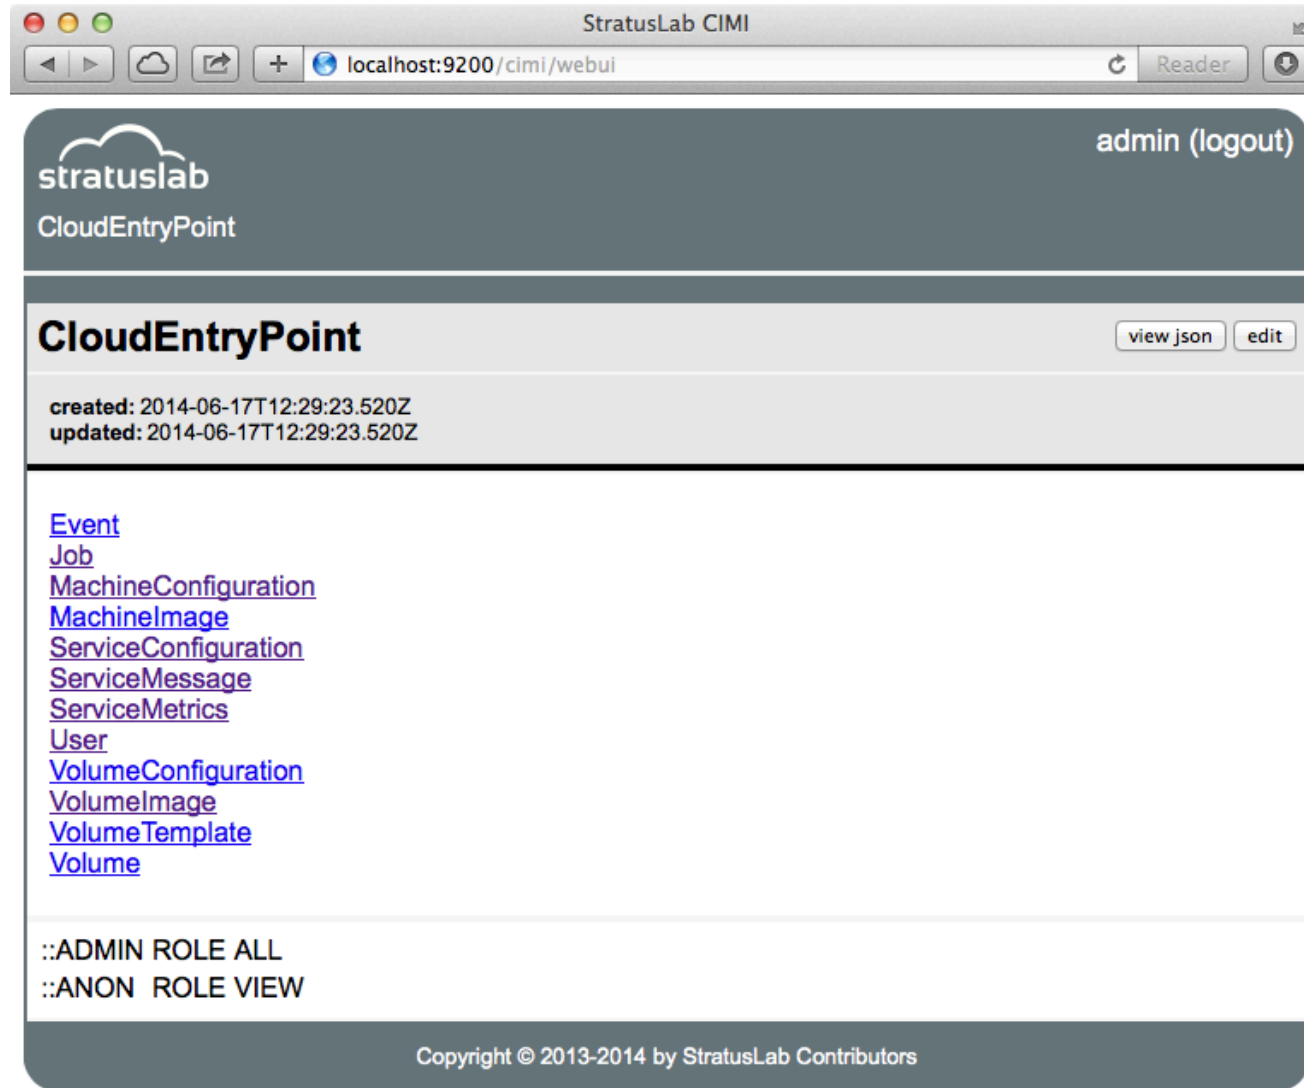 StratusLab CIMI
localhost:9200/cimi/webui
Reader
stratuslab
admin (logout)
CloudEntryPoint
CloudEntryPoint
view json edit
created: 2014-06-17T12:29:23.520Z
updated: 2014-06-17T12:29:23.520Z
Event
Job
MachineConfiguration
MachineImage
ServiceConfiguration
ServiceMessage
ServiceMetrics
User
VolumeConfiguration
VolumeImage
VolumeTemplate
Volume
::ADMIN ROLE ALL
::ANON ROLE VIEW
Copyright © 2013-2014 by StratusLab Contributors